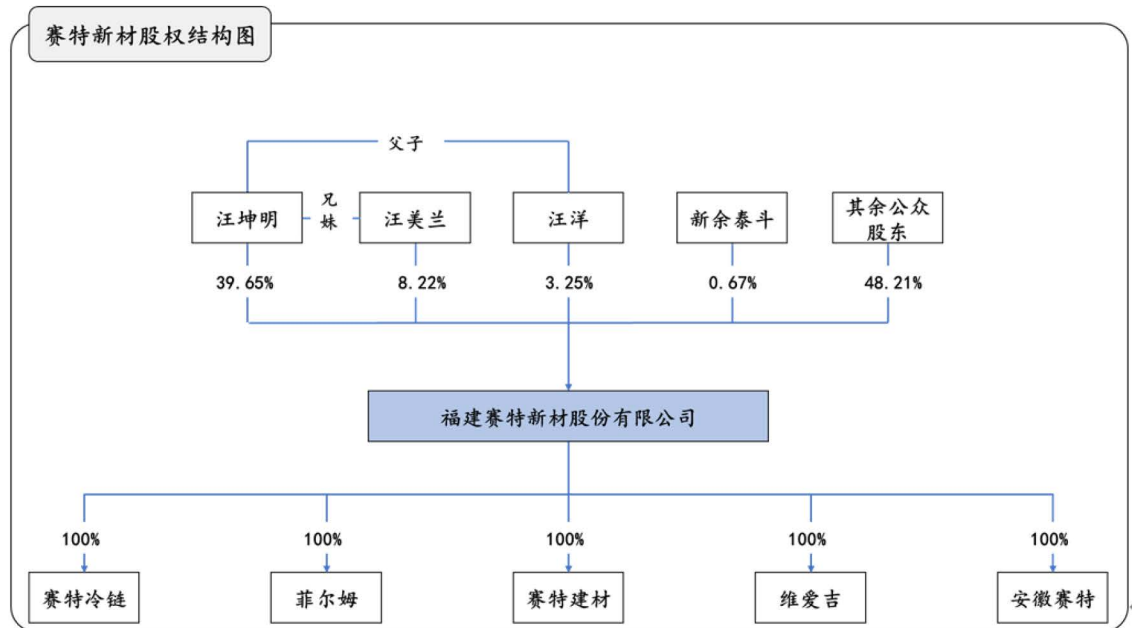 赛特新材股权结构图
父子
汪坤明
兄
妹
汪美兰
汪洋
新余泰斗
其余公众
股东
39.65%
8.22%
3.25%
0.67%
48.21%
福建赛特新材股份有限公司
100%
100%
100%
100%
100%
赛特冷链
菲尔姆
赛特建材
维爱吉
安徽赛特